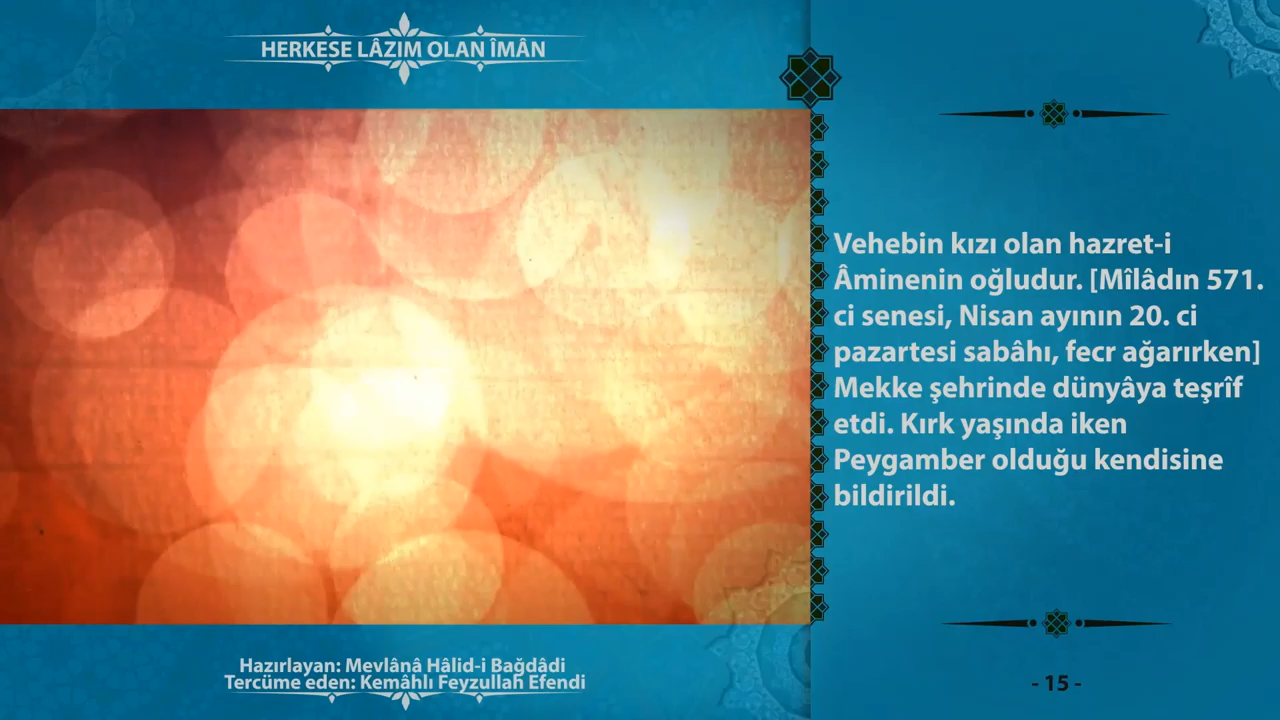 HERKESE LÂZIM OLAN ÎMÂN
Vehebin kızı olan hazret-i
Âminenin oğludur. [Mîlâdın 571.
ci senesi, Nisan ayının 20. ci
pazartesi sabâhı, fecr ağarırken]
Mekke şehrinde dünyâya teşrîf
etdi. Kırk yaşında iken
Peygamber olduğu kendisine
bildirildi.
Hazırlayan: Mevlânâ Hâlid-i Bağdâdi
Tercüme eden: Kemâhlı Feyzullah Efendi
- 15 -